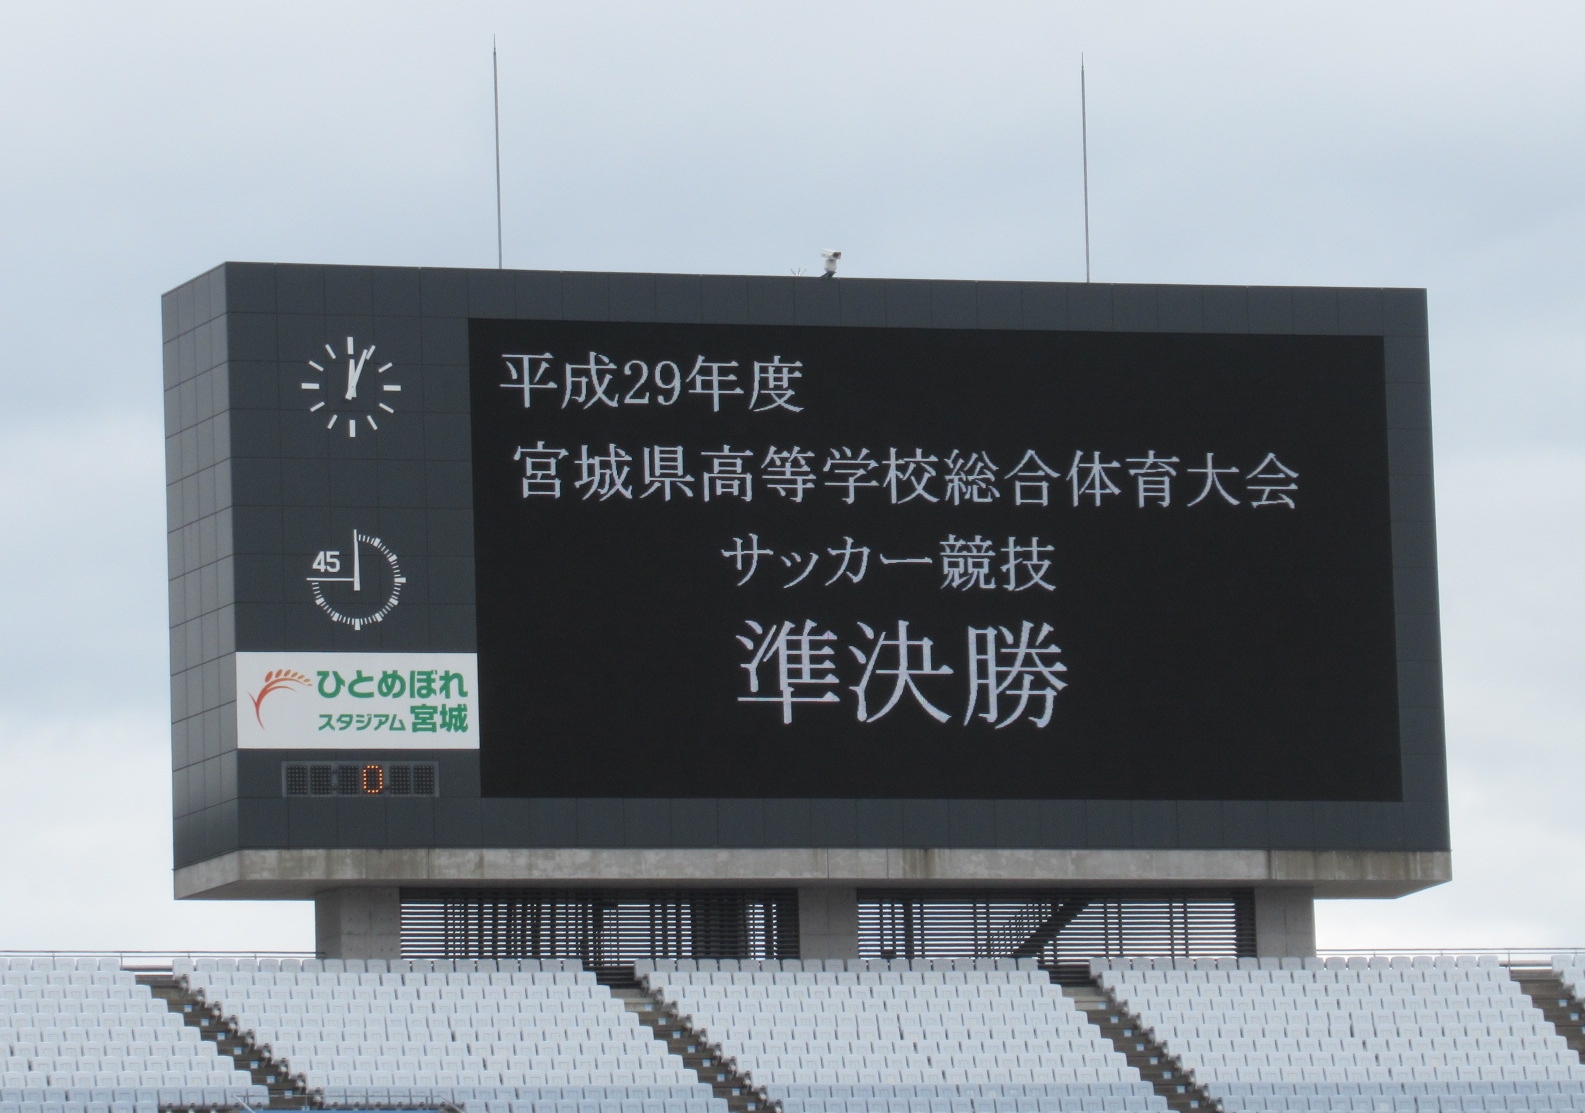 平成29年度
宮城県高等学校総合体育大会
サッカー競技
準決勝
45
ひとめぼれ
スタジアム宮城
0